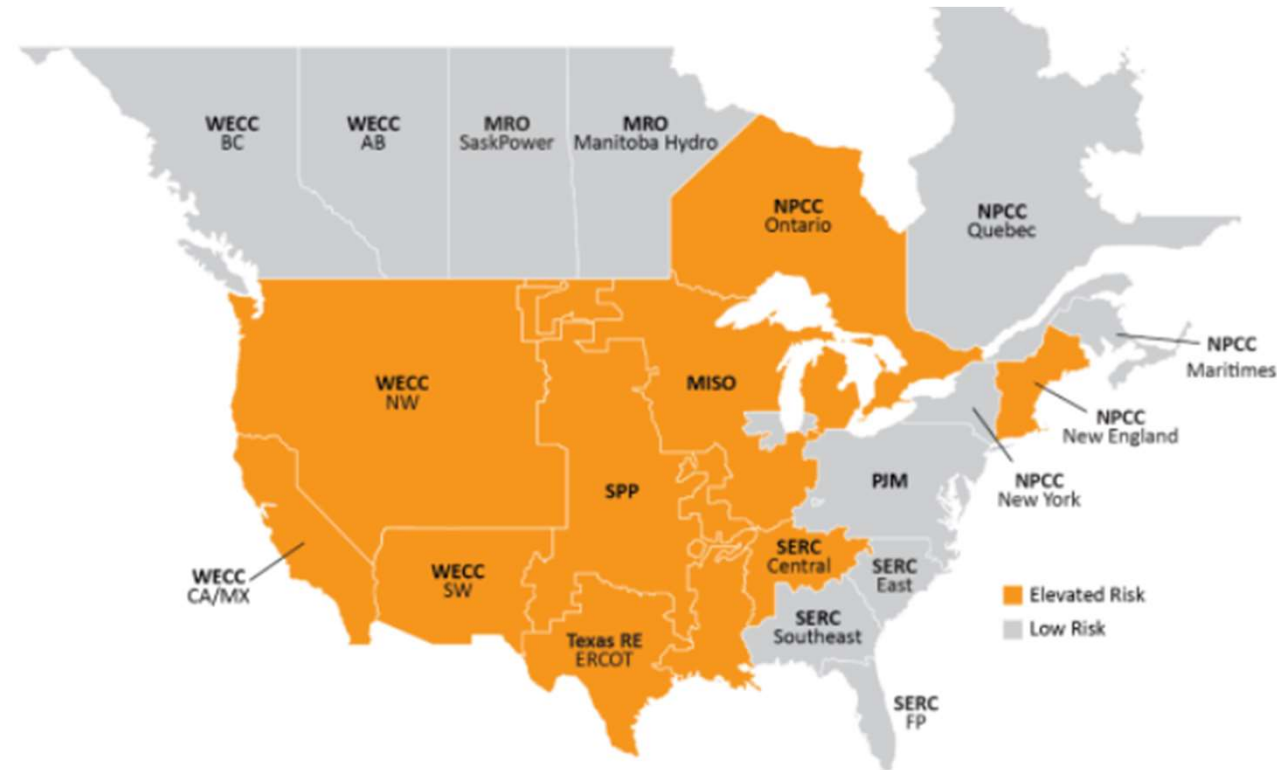 WECC
BC
WECC
AB
MRO
SaskPower
MRO
Manitoba Hydro
NPCC
Ontario
NPCC
Quebec
NPCC
Maritimes
WECC
NW
MISO
NPCC
New England
SPP
PJM
NPCC
New York
WECC
CA/MX
WECC
SW
SERC
Central
SERC
East
SERC
Southeast
Texas RE
ERCOT
SERC
FP
Elevated Risk
Low Risk